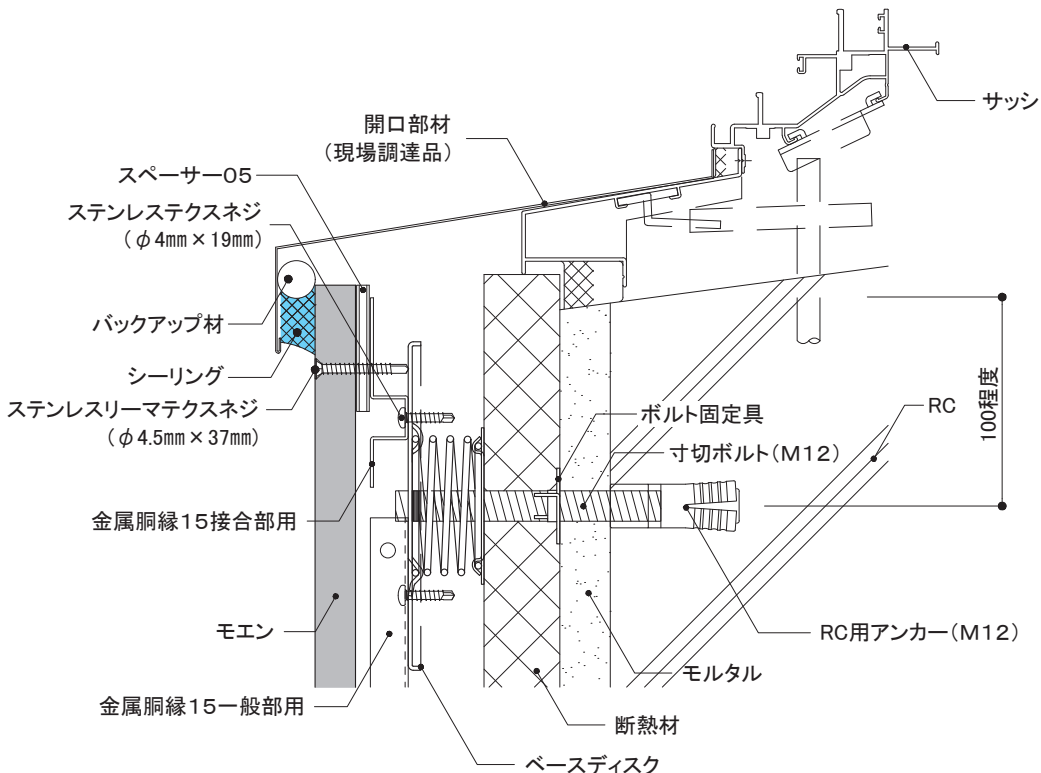 サッシ
開口部材
(現場調達品)
スペーサー05
ステンレステクスネジ
(φ4mm×19mm)
バックアップ材
シーリング
ステンレスリーマテクスネジ
(φ4.5mm×37mm)
100程度
RC
ボルト固定具
寸切ボルト(M12)
金属胴縁15接合部用
モエン
RC用アンカー(M12)
モルタル
金属胴縁15一般部用
断熱材
ベースディスク